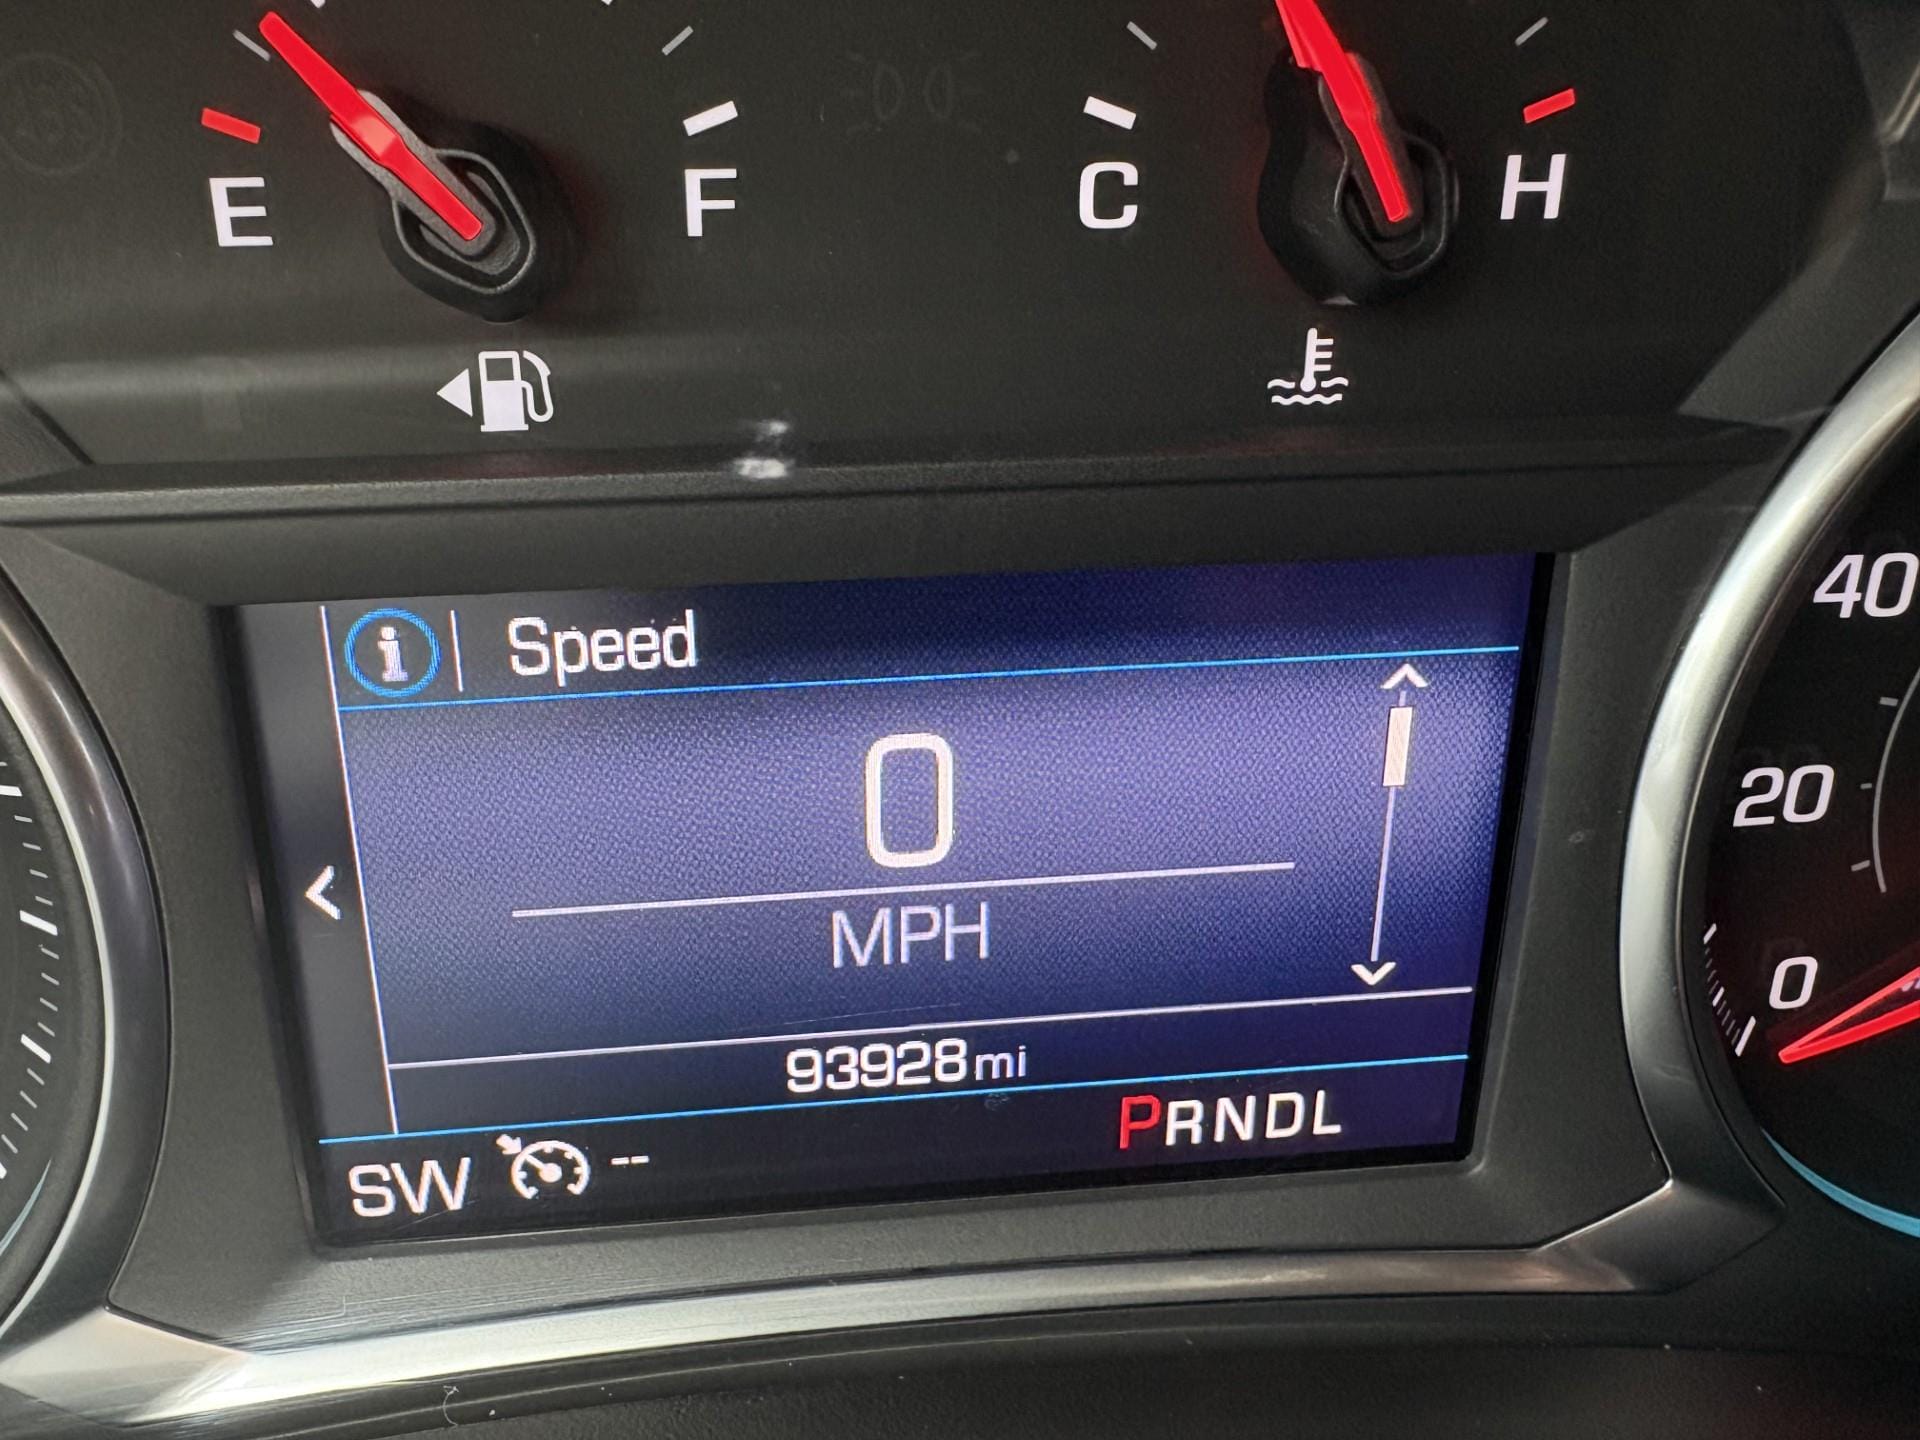 E F C H
40
Speed
0
20
MPH
0
93928 mi
PRNDL
SW --